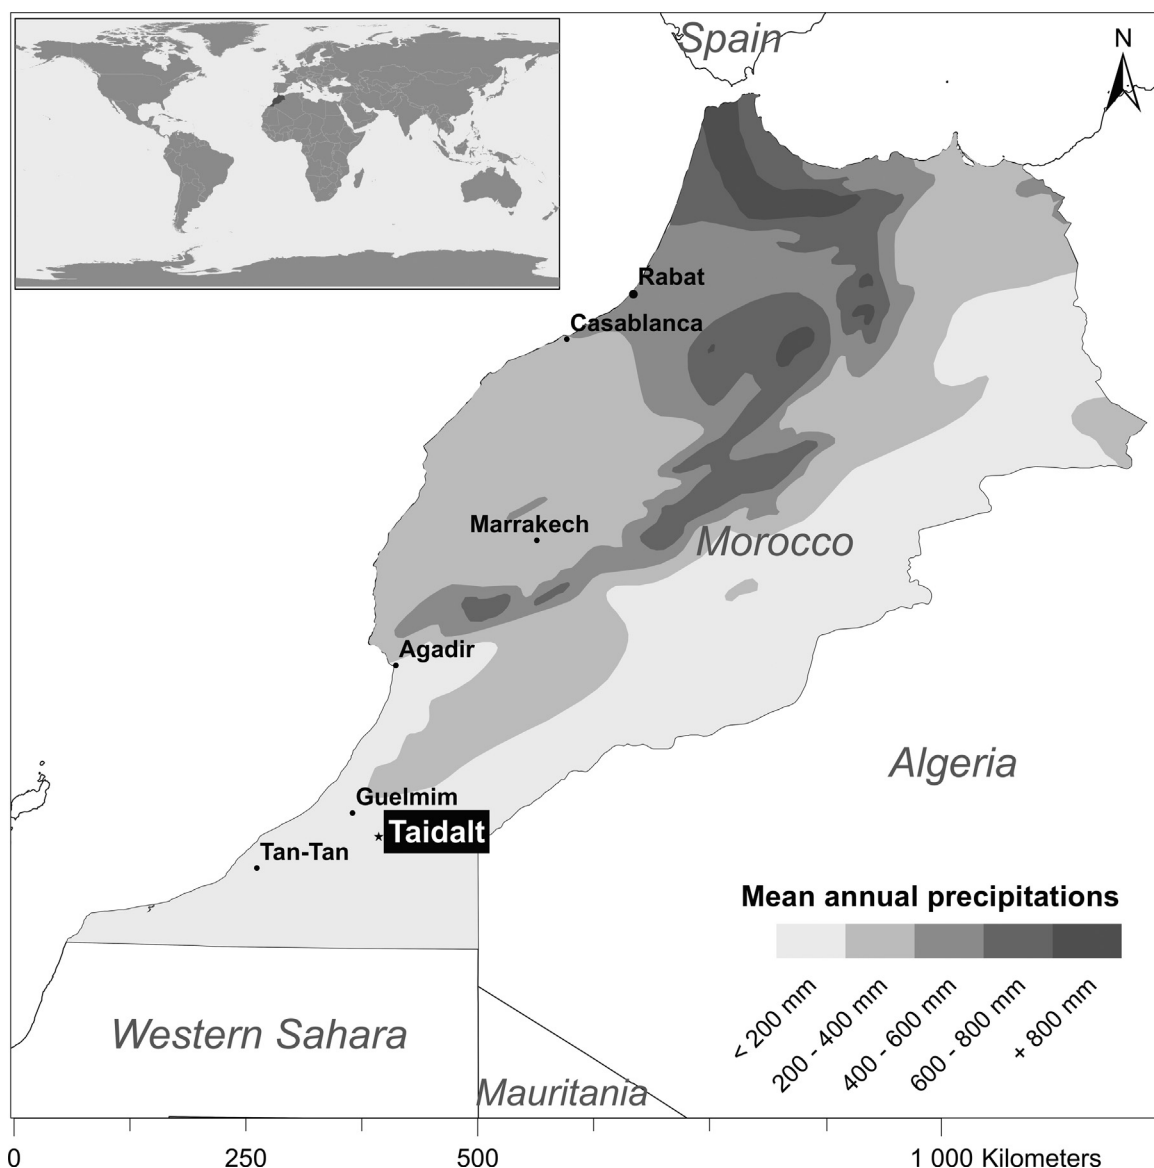 Spain
N
Rabat
Casablanca
Marrakech
Morocco
Agadir
Algeria
Guelmim
Taidalt
Tan-Tan
Mean annual precipitations
< 200 mm
200 - 400 mm
400 - 600 mm
600 - 800 mm
+ 800 mm
Western Sahara
Mauritania
0 250 500 1 000 Kilometers